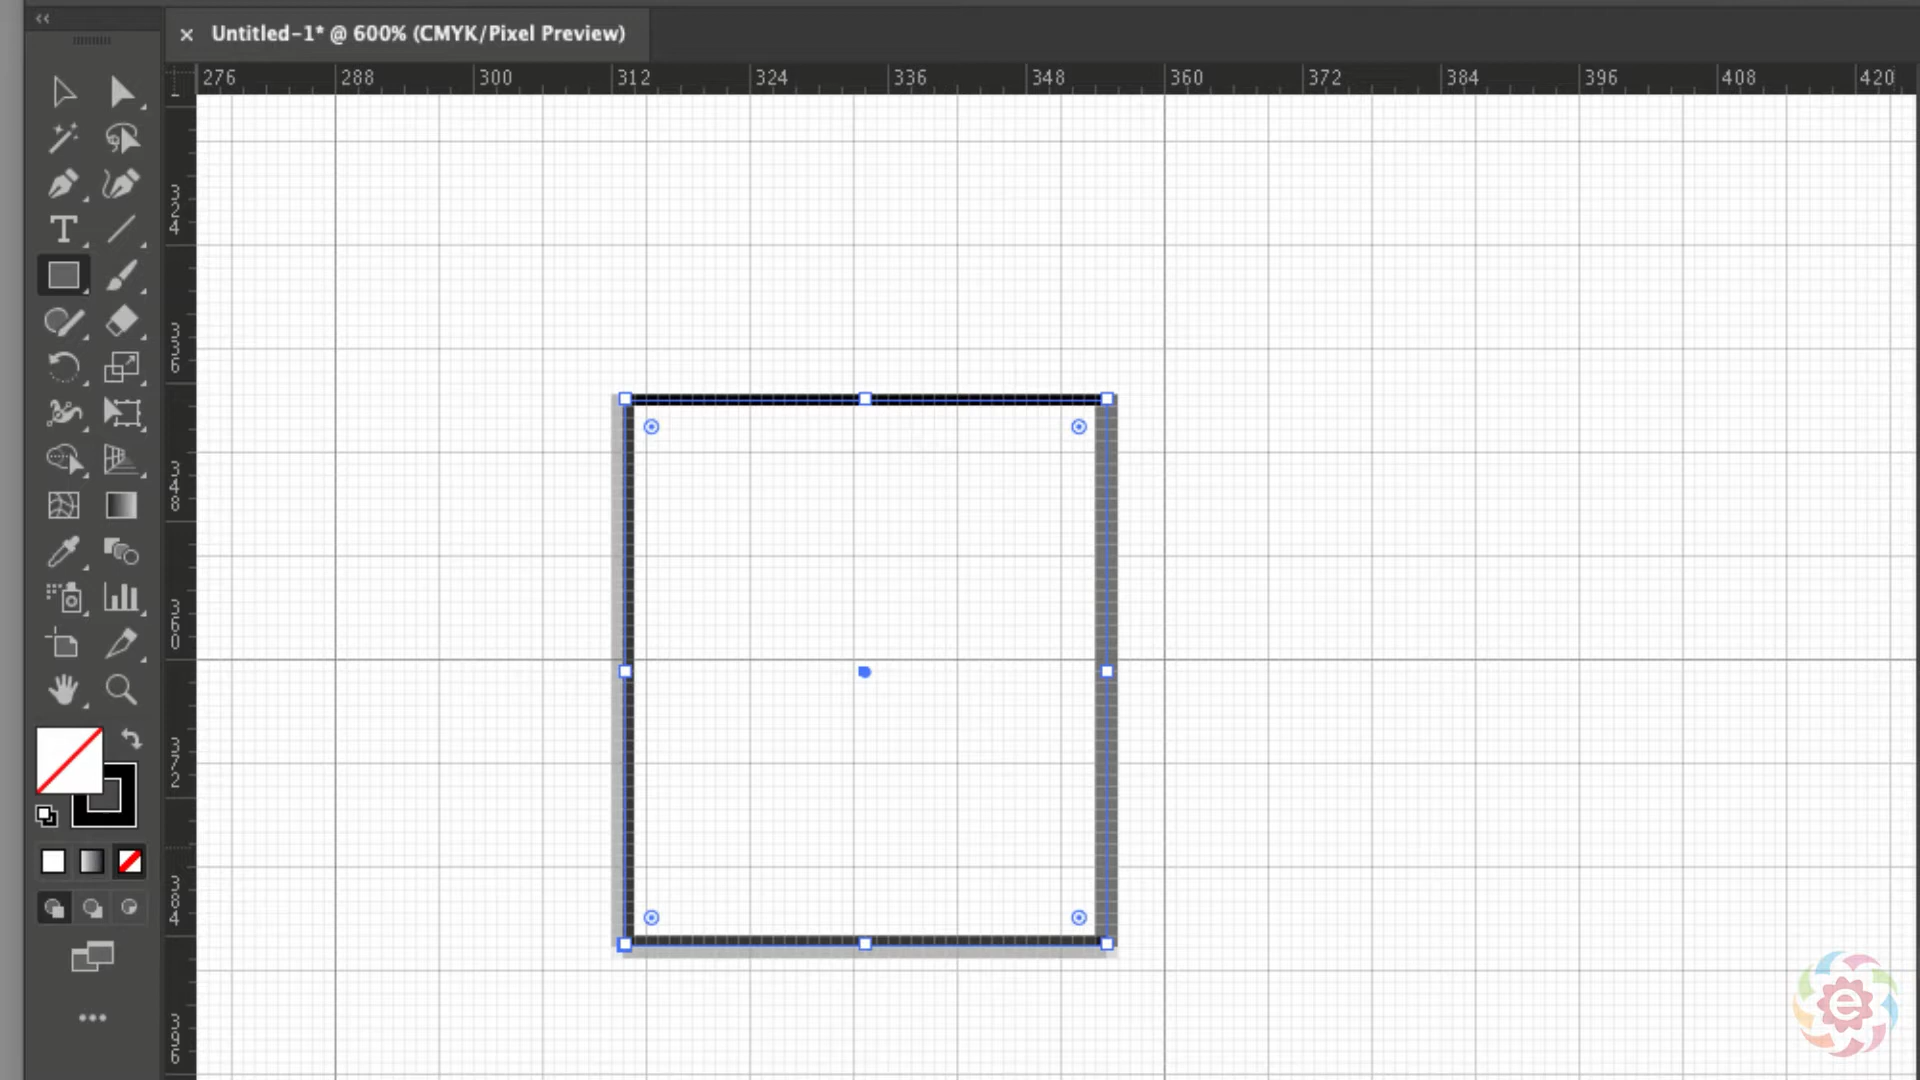 Untitled-1* @ 600% (CMYK/Pixel Preview)
276 288 300 312 324 336 348 360 372 384 396 408 420
324
336
348
360
372
384
396
T
e